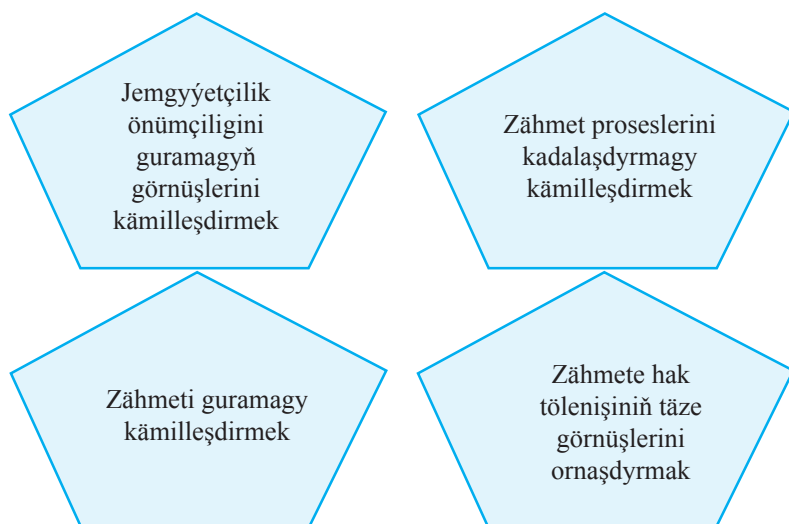 Jemgyýetçilik
önümçiligini
guramagyň
görnüşlerini
kämilleşdirmek
Zähmet proseslerini
kadalaşdyrmagy
kämilleşdirmek
Zähmeti guramagy
kämilleşdirmek
Zähmete hak
tölenişiniň täze
görnüşlerini
ornaşdyrmak